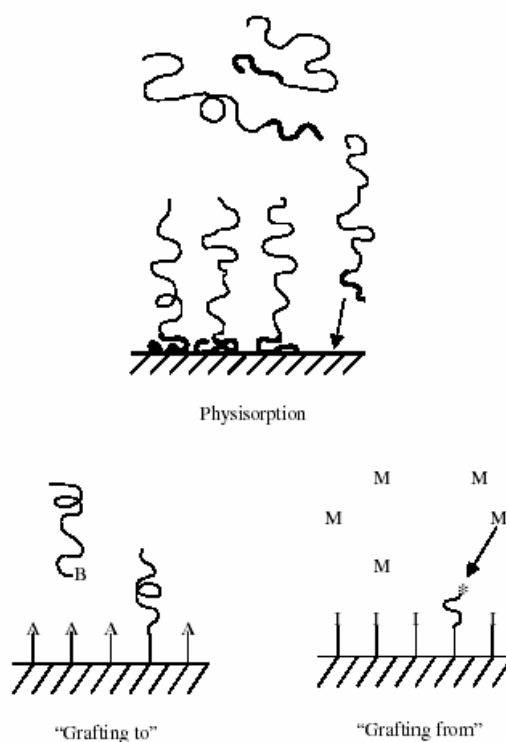 Physisorption
B
A A A A
M M
M M
M
*
I I I I
"Grafting to"
"Grafting from"